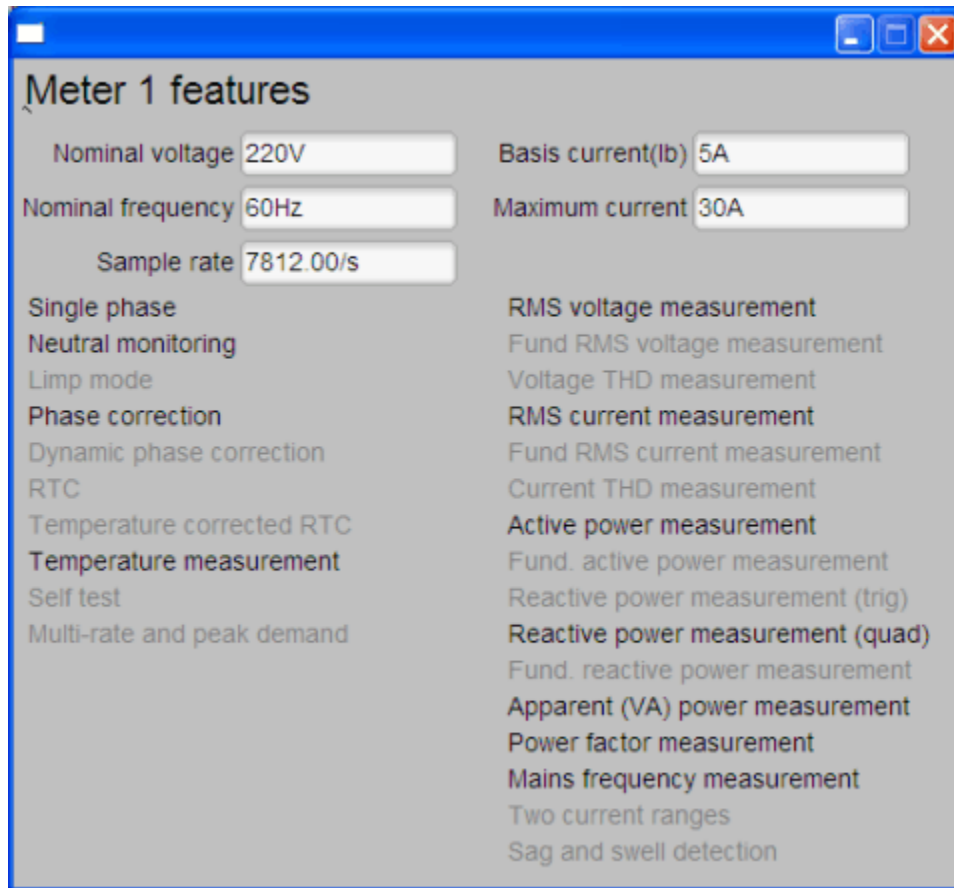 Meter 1 features
Nominal voltage 220V Basis current(Ib) 5A
Nominal frequency 60Hz Maximum current 30A
Sample rate 7812.00/s
Single phase RMS voltage measurement
Neutral monitoring Fund RMS voltage measurement
Limp mode Voltage THD measurement
Phase correction RMS current measurement
Dynamic phase correction Fund RMS current measurement
RTC Current THD measurement
Temperature corrected RTC Active power measurement
Temperature measurement Fund. active power measurement
Self test Reactive power measurement (trig)
Multi-rate and peak demand Reactive power measurement (quad)
Fund. reactive power measurement
Apparent (VA) power measurement
Power factor measurement
Mains frequency measurement
Two current ranges
Sag and swell detection